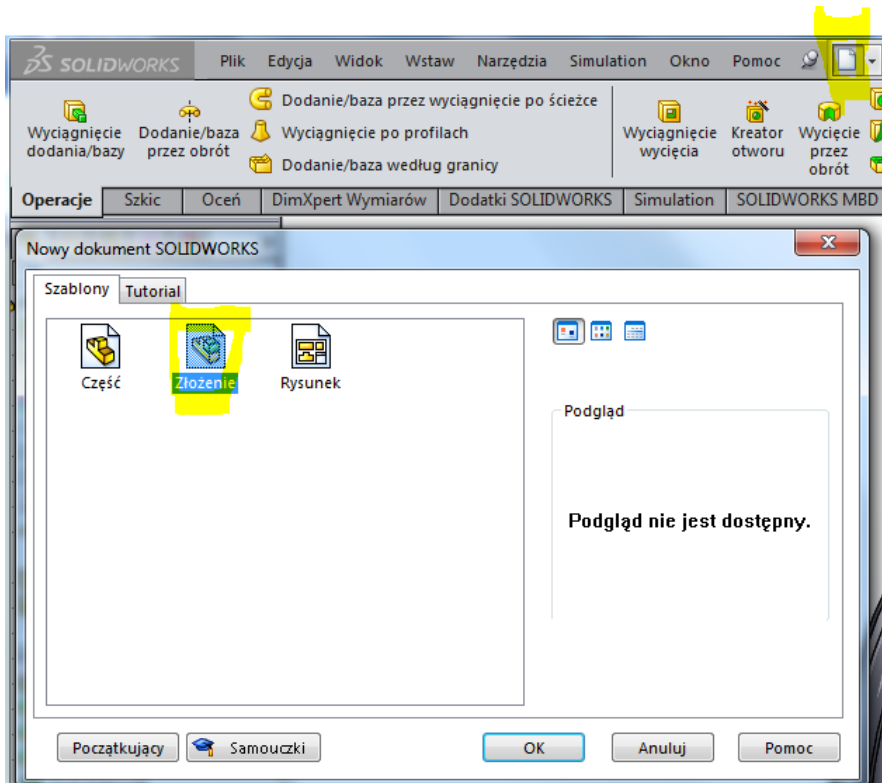 SOLIDWORKS Plik Edycja Widok Wstaw Narzędzia Simulation Okno Pomoc
Wyciągnięcie dodania/bazy
Dodanie/baza przez obrót
Dodanie/baza przez wyciągnięcie po ścieżce
Wyciągnięcie po profilach
Dodanie/baza według granicy
Wyciągnięcie wycięcia
Kreator otworu
Wycięcie przez obrót
Operacje Szkic Oceń DimXpert Wymiarów Dodatki SOLIDWORKS Simulation SOLIDWORKS MBD
Nowy dokument SOLIDWORKS
Szablony Tutorial
Część Złożenie Rysunek
Podgląd
Podgląd nie jest dostępny.
Początkujący Samouczki OK Anuluj Pomoc